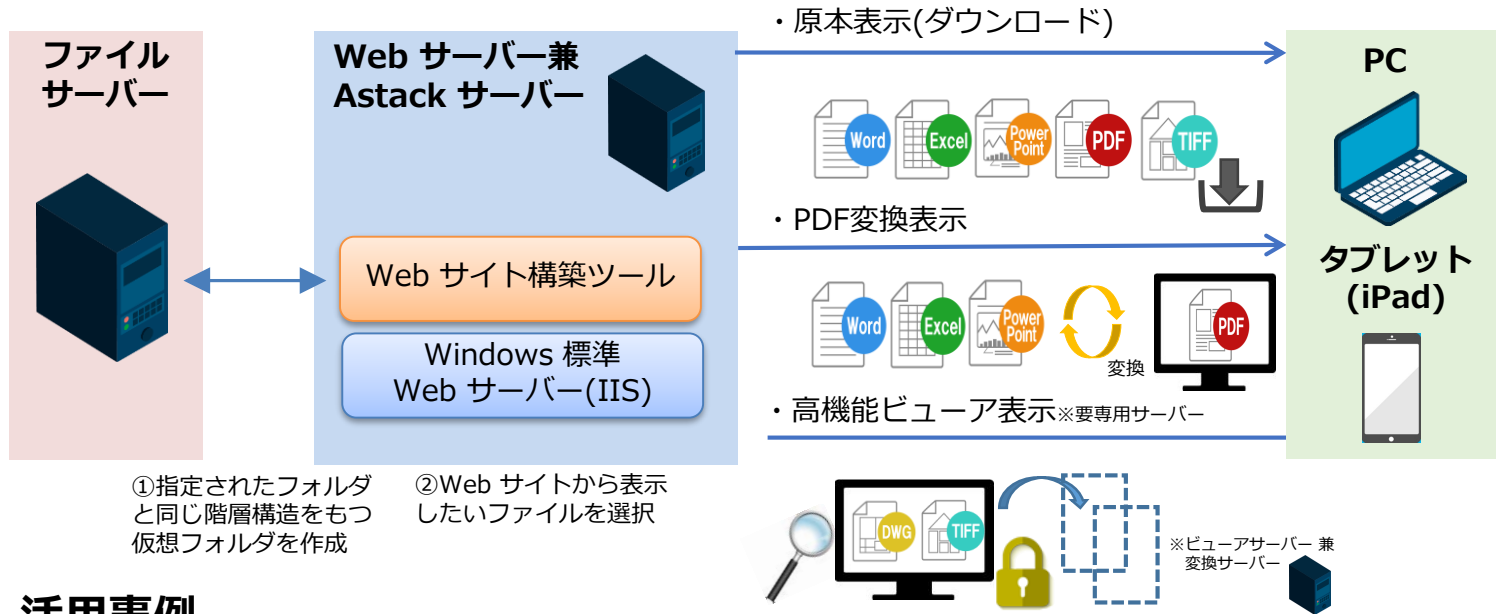 ファイル
サーバー
Web サーバー兼
Astack サーバー
Web サイト構築ツール
Windows 標準
Web サーバー(IIS)
①指定されたフォルダ
と同じ階層構造をもつ
仮想フォルダを作成
②Web サイトから表示
したいファイルを選択
・原本表示(ダウンロード)
Word
Excel
Power
Point
PDF
TIFF
・PDF変換表示
Word
Excel
Power
Point
変換
PDF
・高機能ビューア表示※要専用サーバー
DWG
TIFF
※ビューアサーバー 兼
変換サーバー
PC
タブレット
(iPad)
活用事例